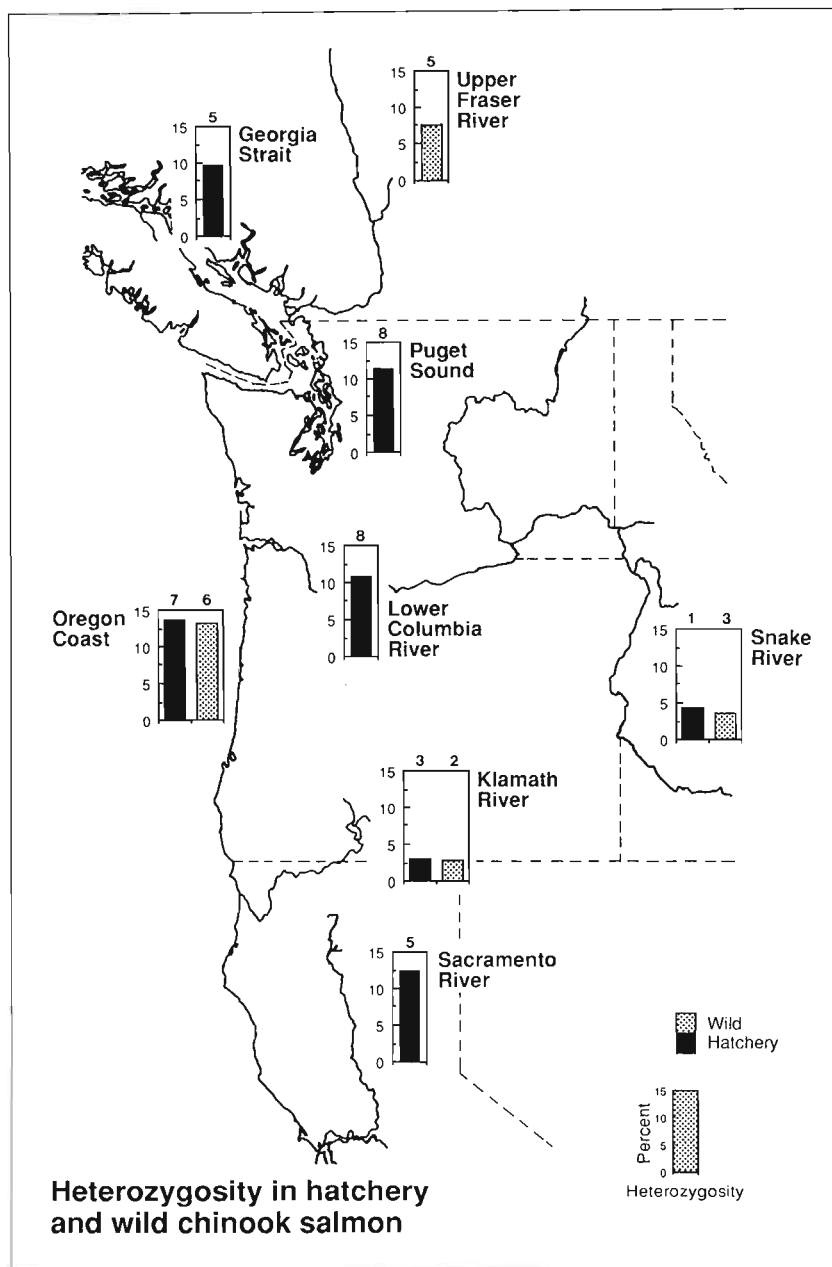 5
15
10
5
0
Upper
Fraser
River
5
15
10
5
0
Georgia
Strait
8
15
10
5
0
Puget
Sound
8
15
10
5
0
Lower
Columbia
River
Oregon
Coast
7 6
15
10
5
0
1 3
15
10
5
0
Snake
River
3 2
15
10
5
0
Klamath
River
5
15
10
5
0
Sacramento
River
Wild
Hatchery
Percent
15
10
5
0
Heterozygosity
Heterozygosity in hatchery
and wild chinook salmon